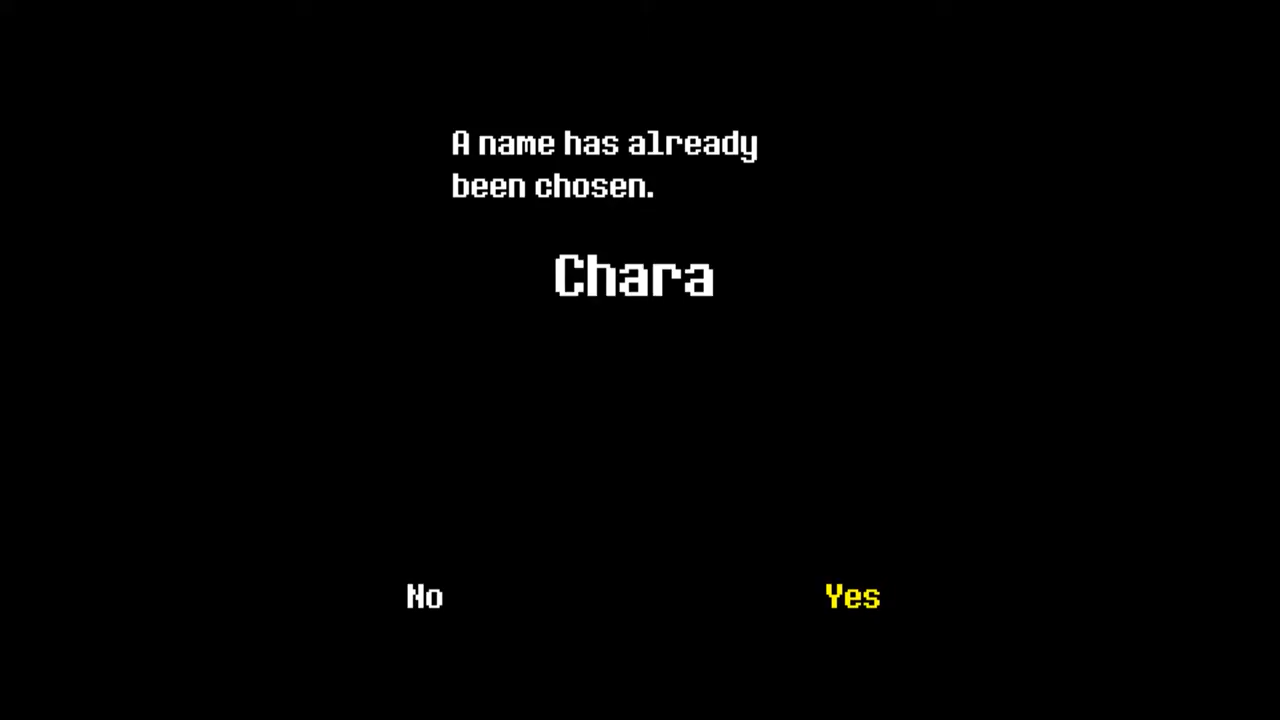 A name has already
been chosen.
Chara
No
Yes